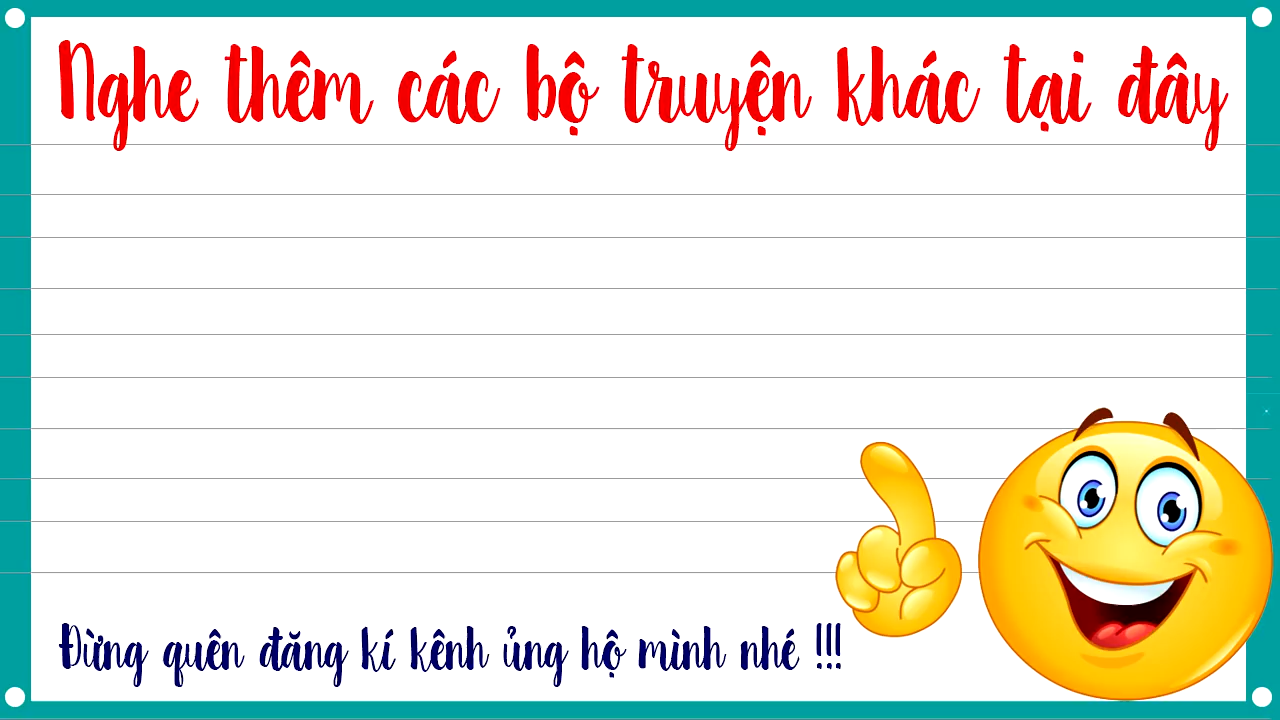 Nghe thêm các bộ truyện khác tại đây
Đừng quên đăng kí kênh ủng hộ mình nhé !!!